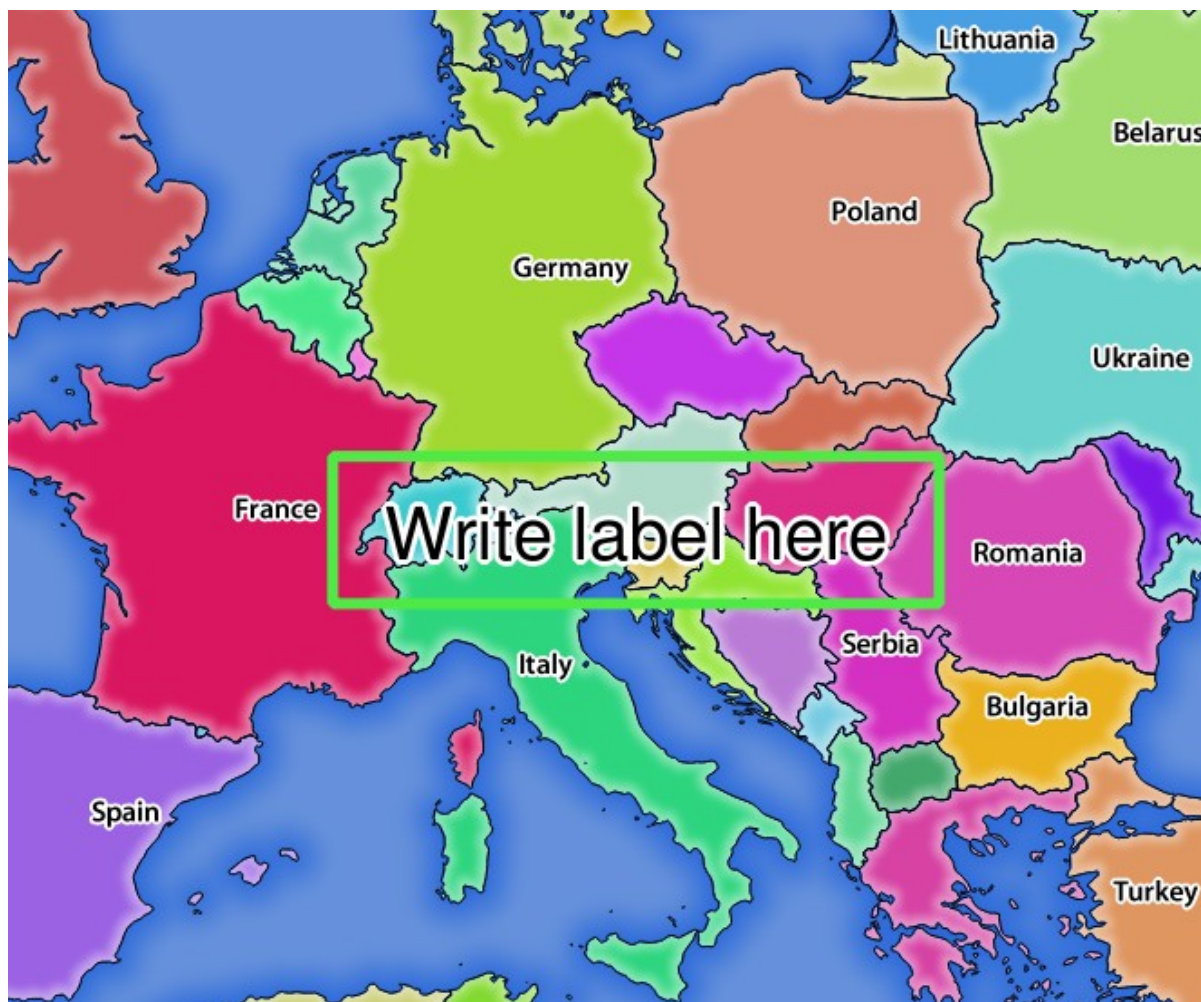 Lithuania
Belarus
Poland
Germany
Ukraine
France
Write label here
Romania
Serbia
Italy
Bulgaria
Spain
Turkey